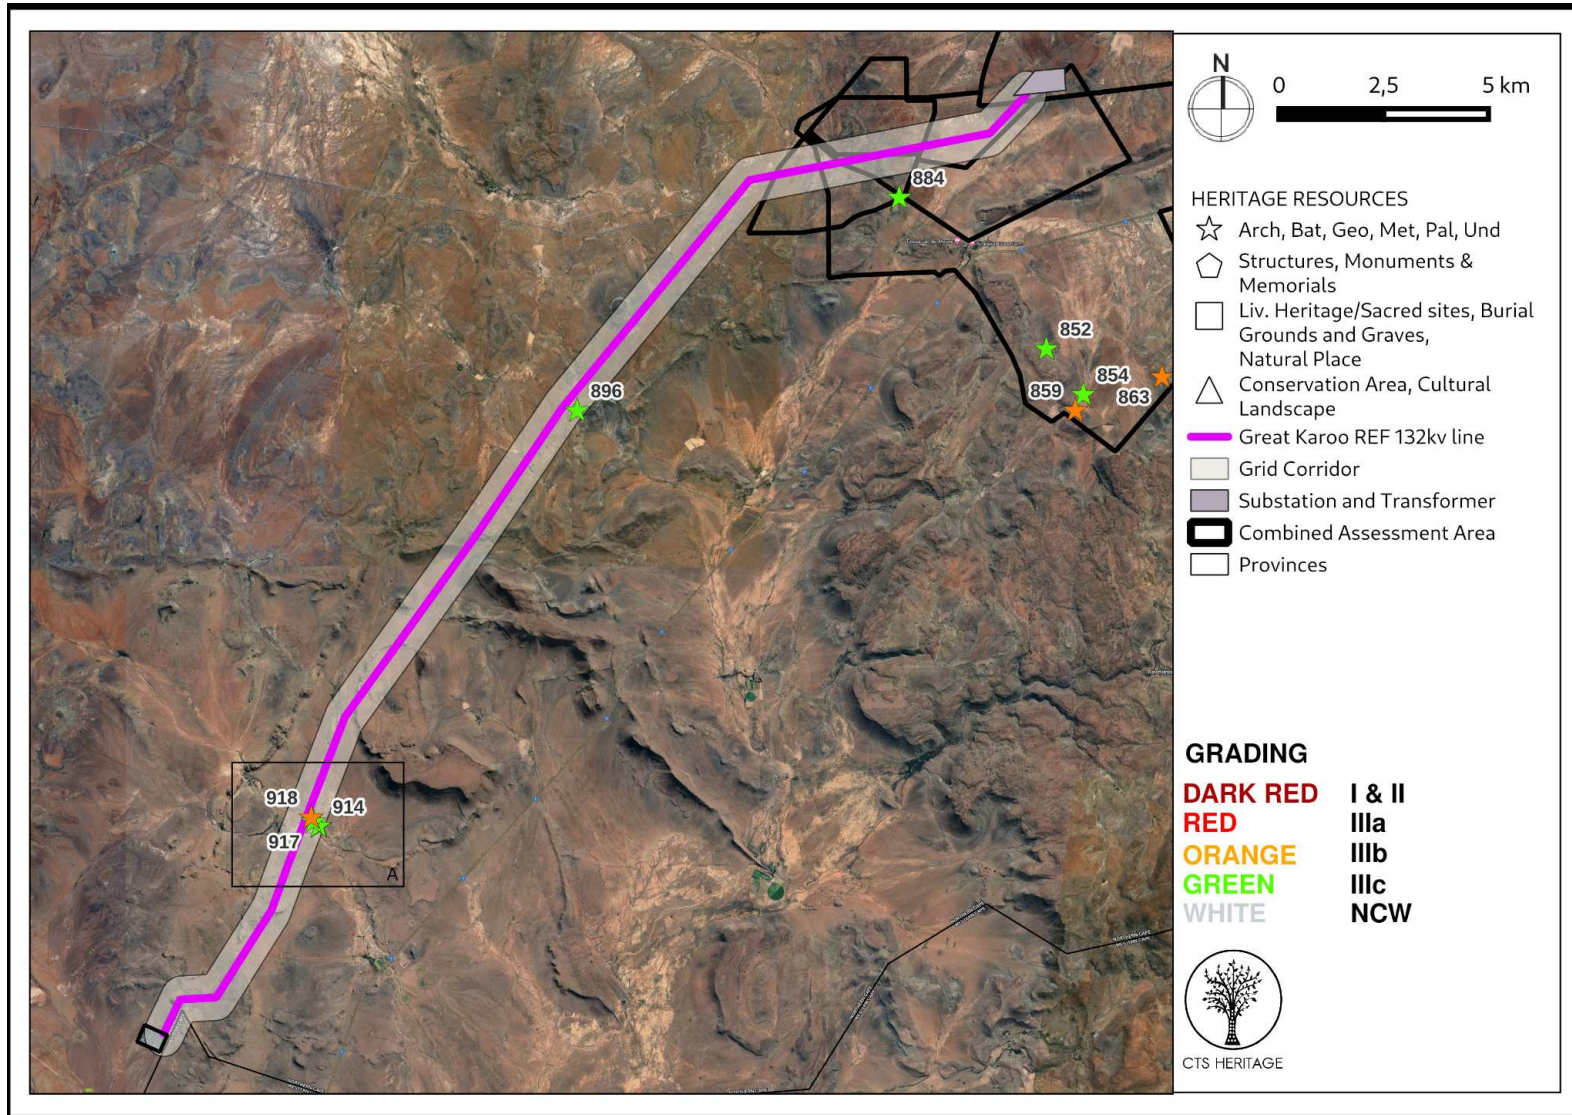 884
852
854
859
863
896
918
914
917
A
N
0 2,5 5 km
HERITAGE RESOURCES
Arch, Bat, Geo, Met, Pal, Und
Structures, Monuments &
Memorials
Liv. Heritage/Sacred sites, Burial
Grounds and Graves,
Natural Place
Conservation Area, Cultural
Landscape
Great Karoo REF 132kv line
Grid Corridor
Substation and Transformer
Combined Assessment Area
Provinces
GRADING
DARK RED I & II
RED IIIa
ORANGE IIIb
GREEN IIIc
WHITE NCW
CTS HERITAGE